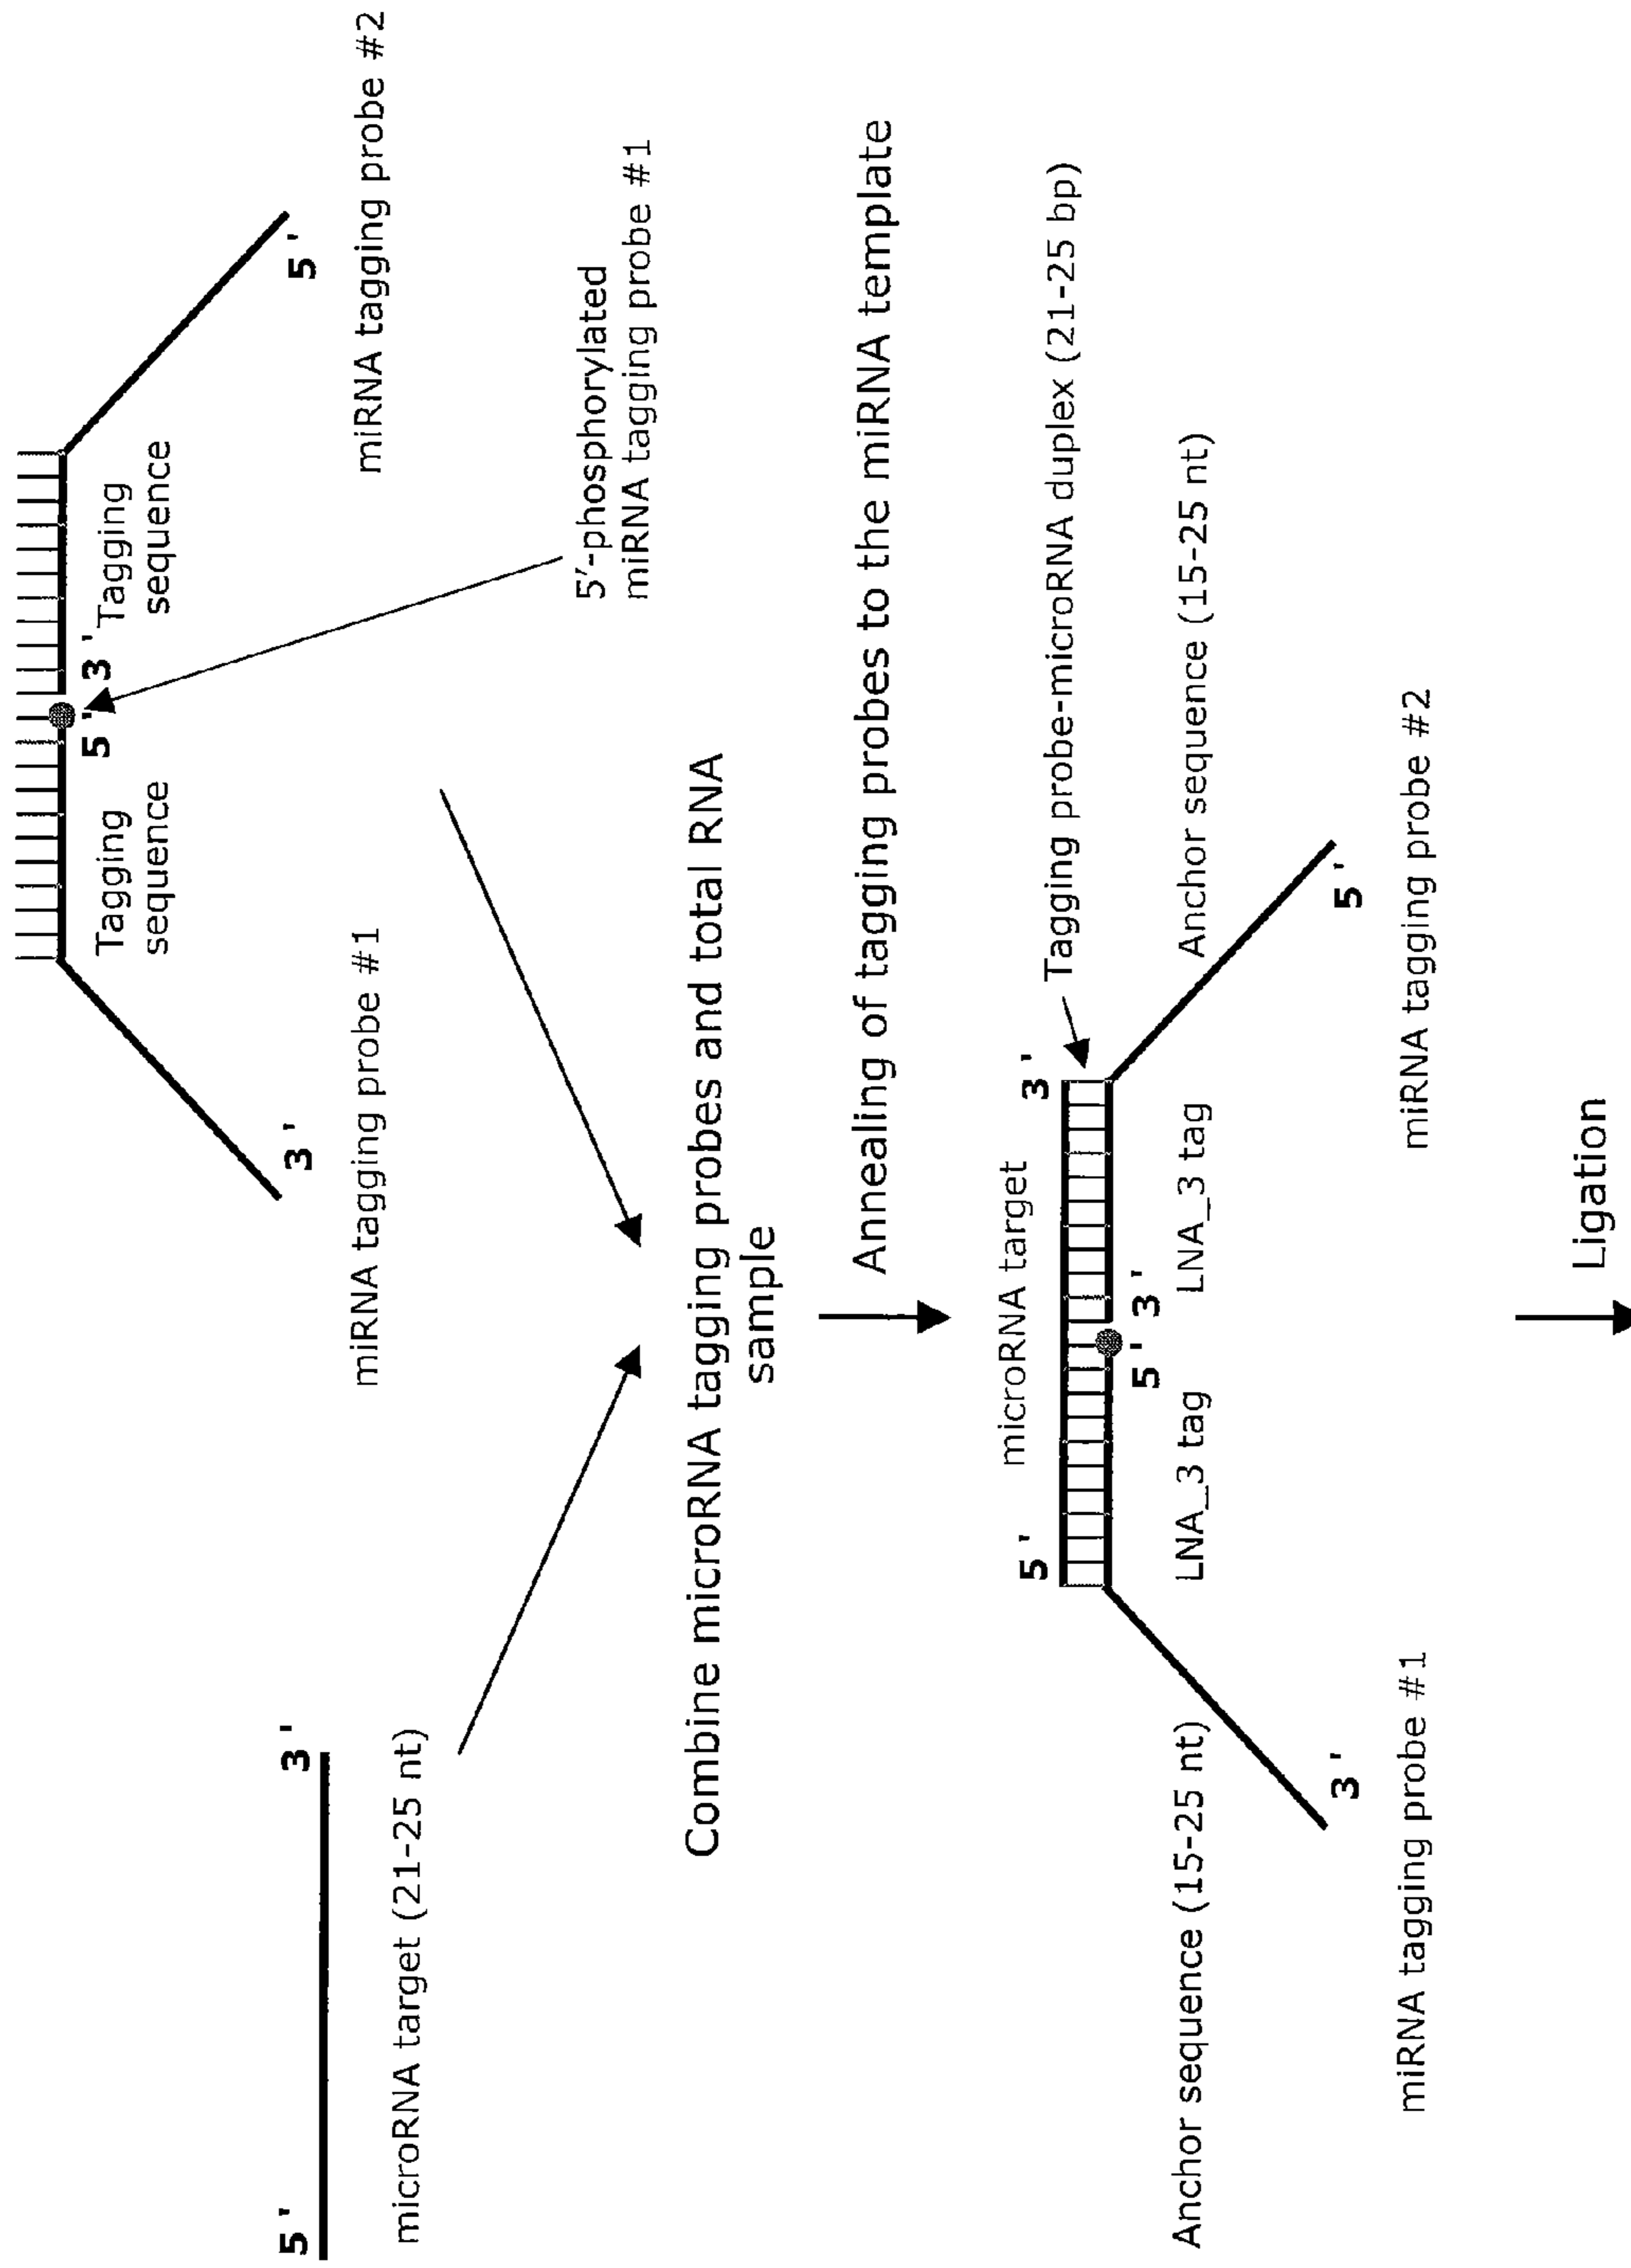 5' 3'
microRNA target (21-25 nt)
Tagging
sequence
5' 3'
Tagging
sequence
3'
5'
miRNA tagging probe #1
miRNA tagging probe #2
5'-phosphorylated
miRNA tagging probe #1
Combine microRNA tagging probes and total RNA
sample
Annealing of tagging probes to the miRNA template
microRNA target
5' 3'
Tagging probe-microRNA duplex (21-25 bp)
5' 3'
Anchor sequence (15-25 nt)
LNA_3 tag
LNA_3 tag
Anchor sequence (15-25 nt)
3'
5'
miRNA tagging probe #1
miRNA tagging probe #2
Ligation